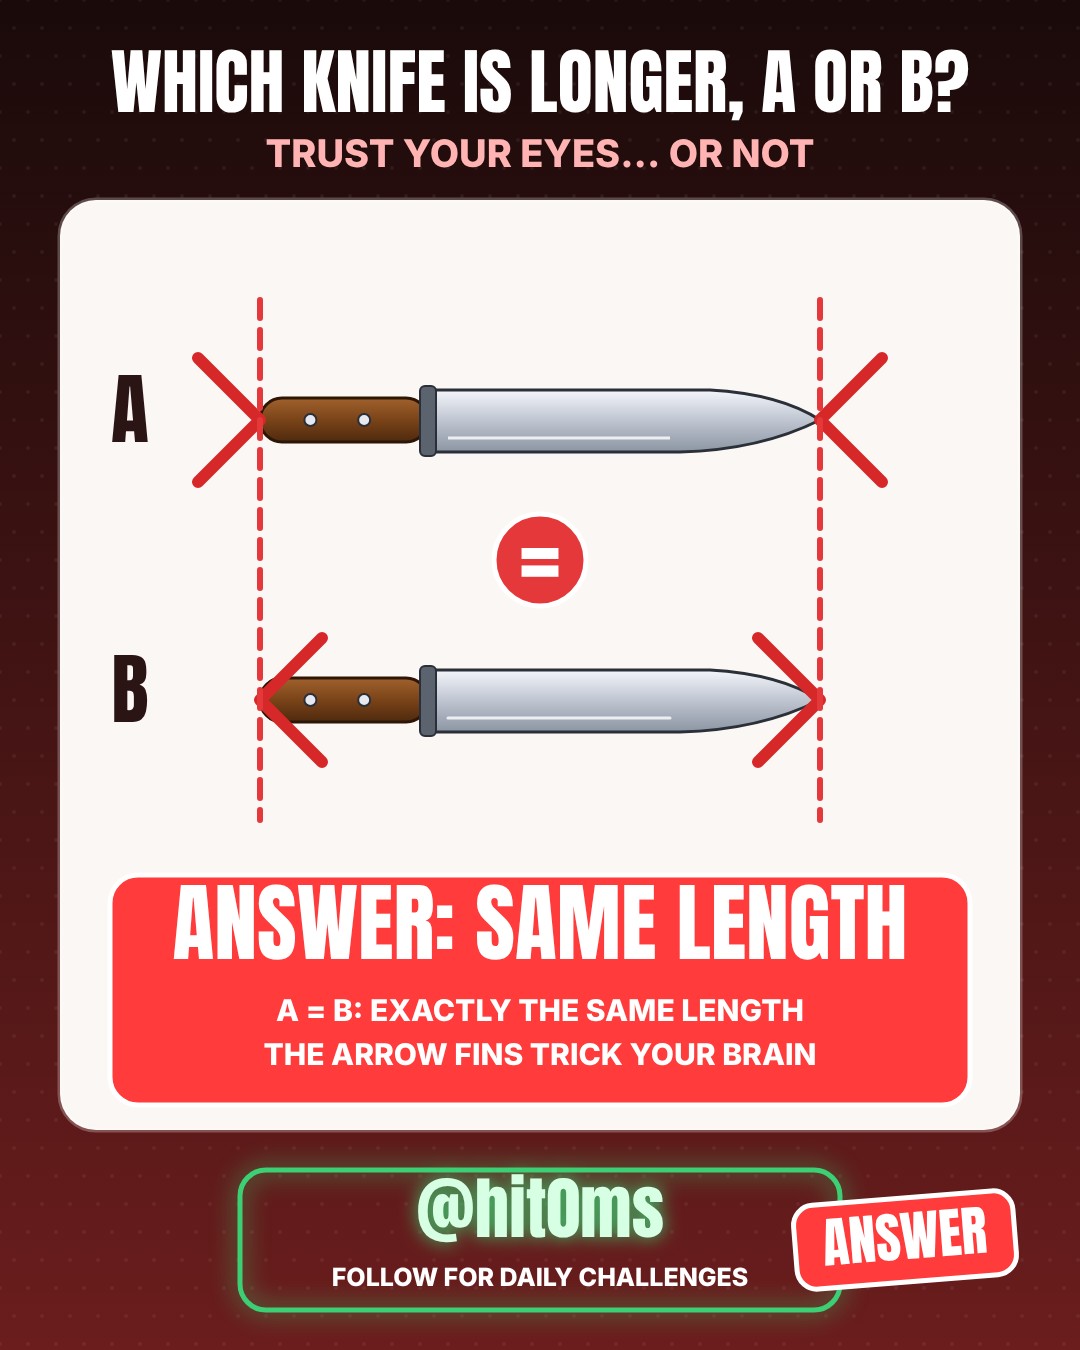 WHICH KNIFE IS LONGER, A OR B?
TRUST YOUR EYES... OR NOT
A
=
B
ANSWER: SAME LENGTH
A = B: EXACTLY THE SAME LENGTH
THE ARROW FINS TRICK YOUR BRAIN
@hit0ms
FOLLOW FOR DAILY CHALLENGES
ANSWER